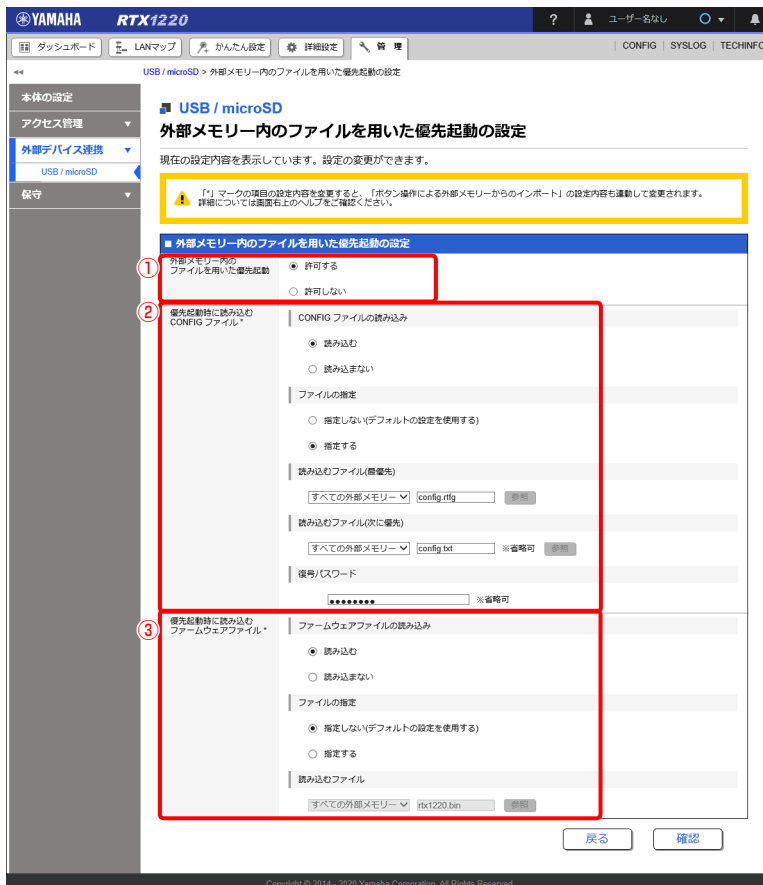 YAMAHA RTX1220 ? ユーザー名なし
ダッシュボード LANマップ かんたん設定 詳細設定 管 理 CONFIG SYSLOG TECHINFO
USB / microSD > 外部メモリー内のファイルを用いた優先起動の設定
本体の設定
アクセス管理
外部デバイス連携
USB / microSD
保守
USB / microSD
外部メモリー内のファイルを用いた優先起動の設定
現在の設定内容を表示しています。設定の変更ができます。
「*」マークの項目の設定内容を変更すると、「ボタン操作による外部メモリーからのインポート」の設定内容も連動して変更されます。
詳細については画面右上のヘルプをご確認ください。
■ 外部メモリー内のファイルを用いた優先起動の設定
①
外部メモリー内の
ファイルを用いた優先起動
許可する
許可しない
②
優先起動時に読み込む
CONFIG ファイル *
CONFIG ファイルの読み込み
読み込む
読み込まない
ファイルの指定
指定しない(デフォルトの設定を使用する)
指定する
読み込むファイル(最優先)
すべての外部メモリー config.rtfg 参照
読み込むファイル(次に優先)
すべての外部メモリー config.txt ※省略可 参照
復号パスワード
●●●●●●●● ※省略可
③
優先起動時に読み込む
ファームウェアファイル *
ファームウェアファイルの読み込み
読み込む
読み込まない
ファイルの指定
指定しない(デフォルトの設定を使用する)
指定する
読み込むファイル
すべての外部メモリー rtx1220.bin 参照
戻る 確認
Copyright © 2014 - 2020 Yamaha Corporation. All Rights Reserved.